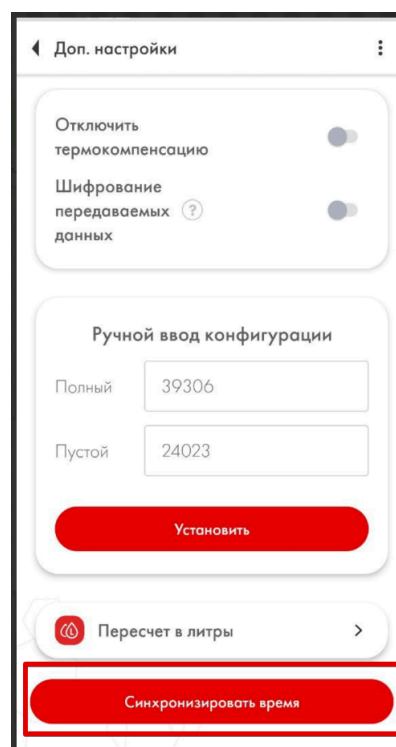 Доп. настройки
Отключить
термокомпенсацию
Шифрование
передаваемых ?
данных
Ручной ввод конфигурации
Полный 39306
Пустой 24023
Установить
Пересчет в литры
Синхронизировать время